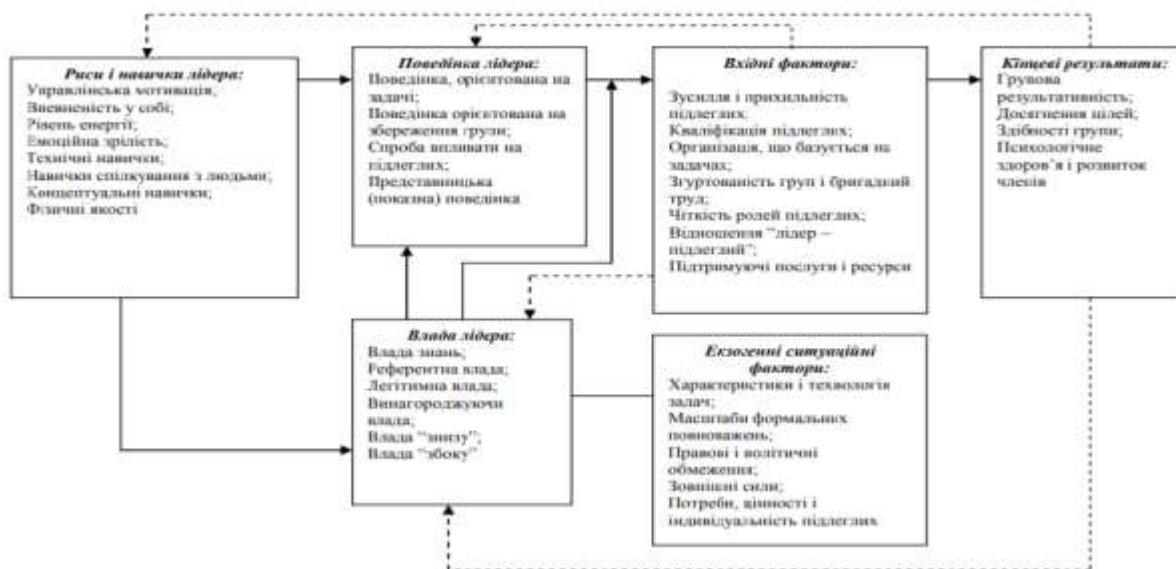 Риси і навички лідера:
Управлінська мотивація;
Впевненість у собі;
Рівень енергії;
Емоційна зрілість;
Технічні навички;
Навички спілкування з людьми;
Концептуальні навички;
Фізичні якості
Поведінка лідера:
Поведінка, орієнтована на
задачі;
Поведінка орієнтована на
збереження групи;
Спроба впливати на
підлеглих;
Представницька
(показна) поведінка
Вхідні фактори:
Зусилля і прихильність
підлеглих;
Кваліфікація підлеглих;
Організація, що базується на
задачах;
Згуртованість груп і бригадний
труд;
Чіткість ролей підлеглих;
Відношення “лідер –
підлеглий”;
Підтримуючі послуги і ресурси
Кінцеві результати:
Групова
результативність;
Досягнення цілей;
Здібності групи;
Психологічне
здоров’я і розвиток
членів
Влада лідера:
Влада знань;
Референтна влада;
Легітимна влада;
Винагороджуючи
влада;
Влада “знизу”;
Влада “збоку”
Екзогенні ситуаційні
фактори:
Характеристики і технологія
задач;
Масштаби формальних
повноважень;
Правові і політичні
обмеження;
Зовнішні сили;
Потреби, цінності і
індивідуальність підлеглих